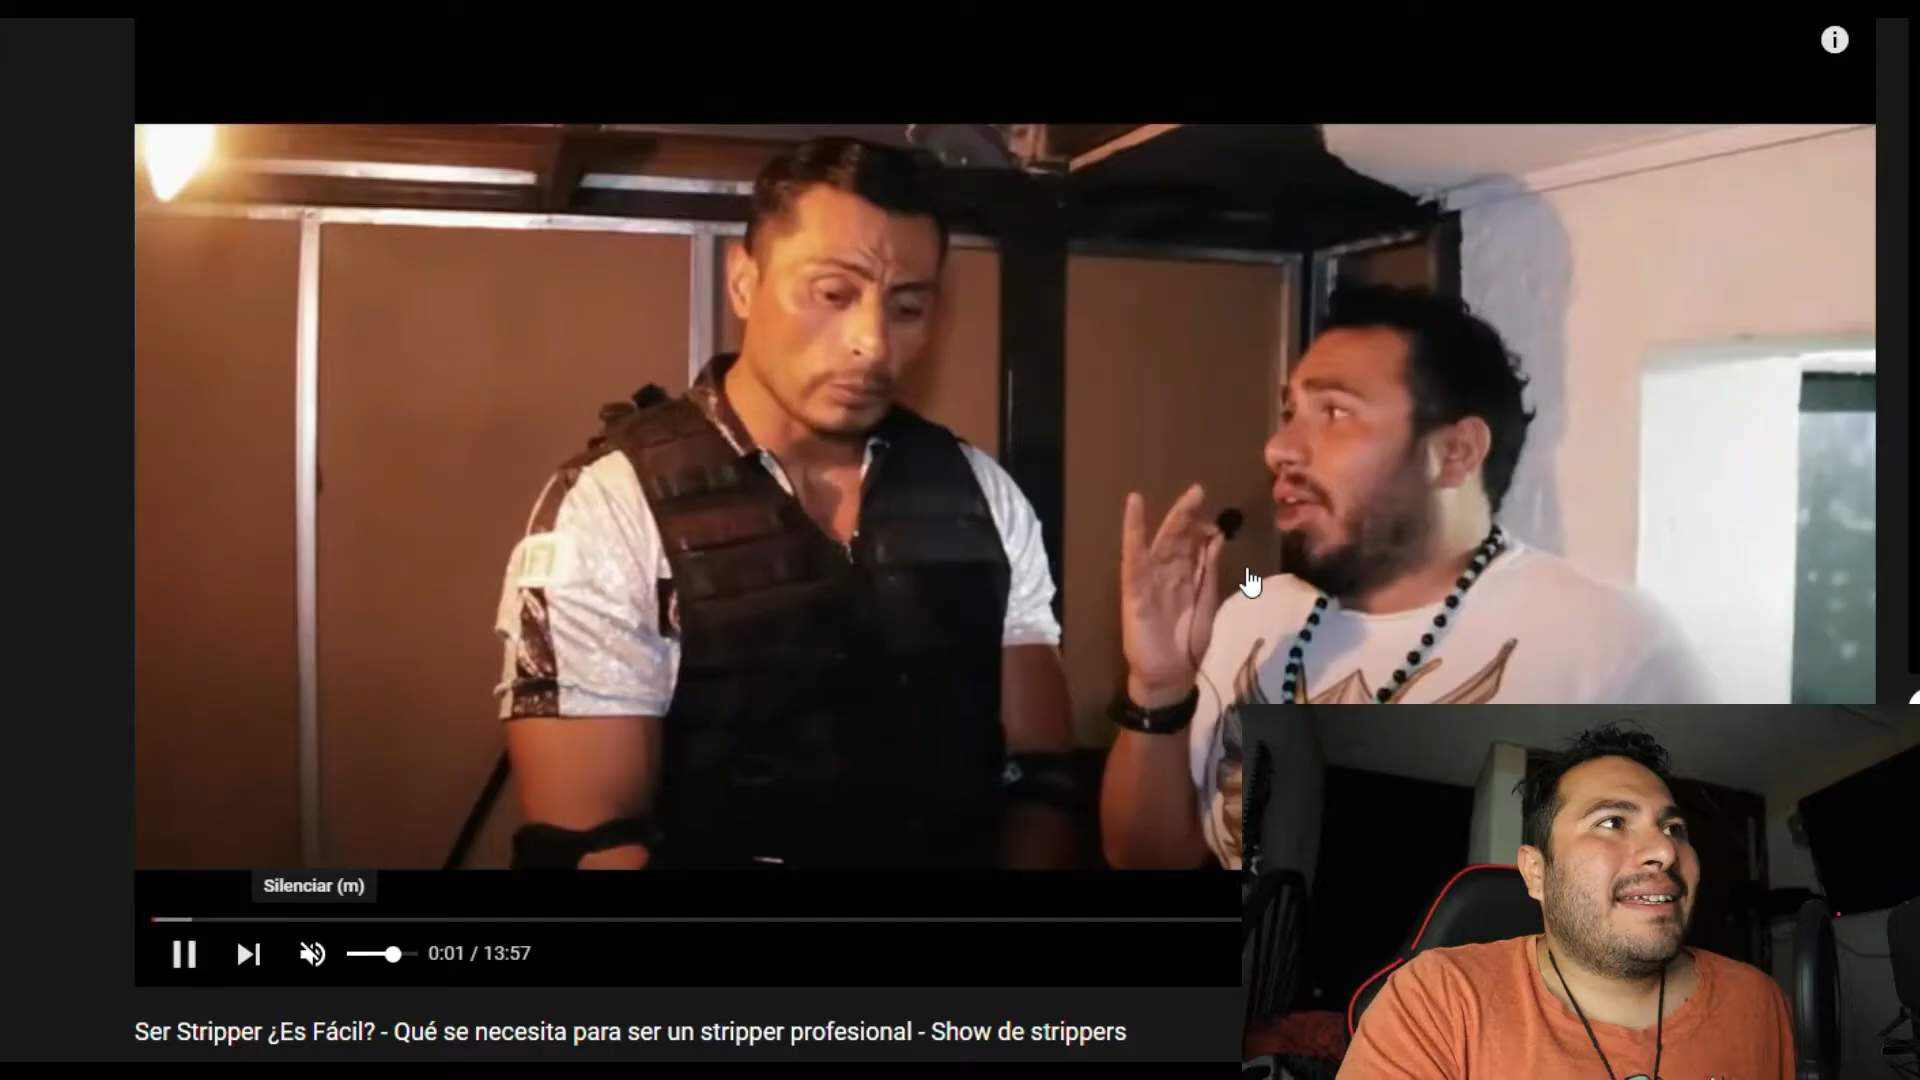 Silenciar (m)
0:01 / 13:57
Ser Stripper ¿Es Fácil? - Qué se necesita para ser un stripper profesional - Show de strippers